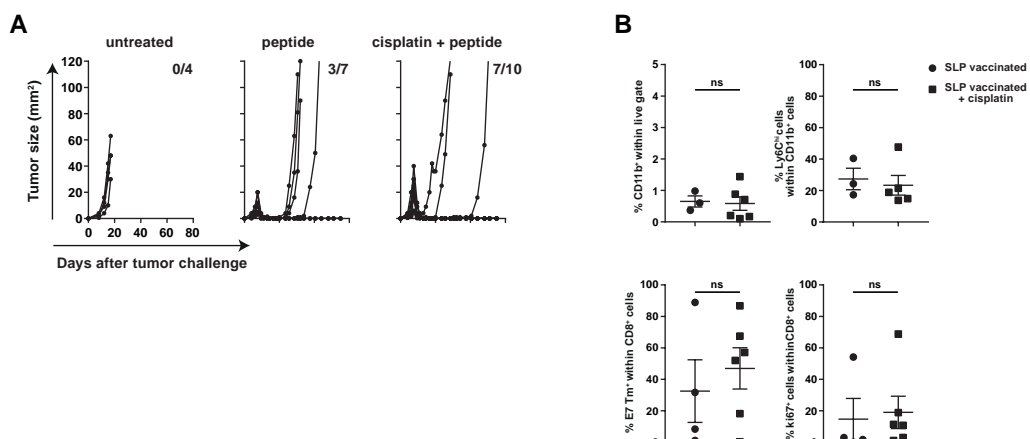 A
untreated
peptide
cisplatin + peptide
0/4
3/7
7/10
Tumor size (mm²)
120
100
80
60
40
20
0
0 20 40 60 80
Days after tumor challenge
B
% CD11b⁺ within live gate
5
4
3
2
1
0
ns
% Ly6Cʰⁱ cells
within CD11b⁺ cells
100
80
60
40
20
0
ns
SLP vaccinated
SLP vaccinated
+ cisplatin
% E7 Tm⁺ within CD8⁺ cells
100
80
60
40
20
ns
% ki67⁺ cells within CD8⁺ cells
100
80
60
40
20
ns